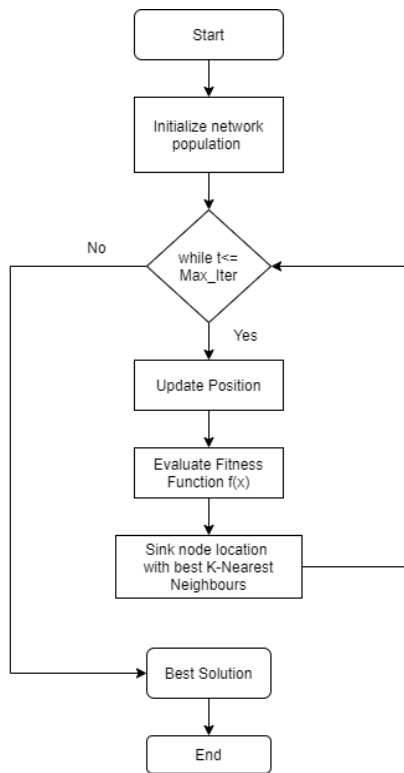 Start
Initialize network
population
No
while t<=
Max_Iter
Yes
Update Position
Evaluate Fitness
Function f(x)
Sink node location
with best K-Nearest
Neighbours
Best Solution
End